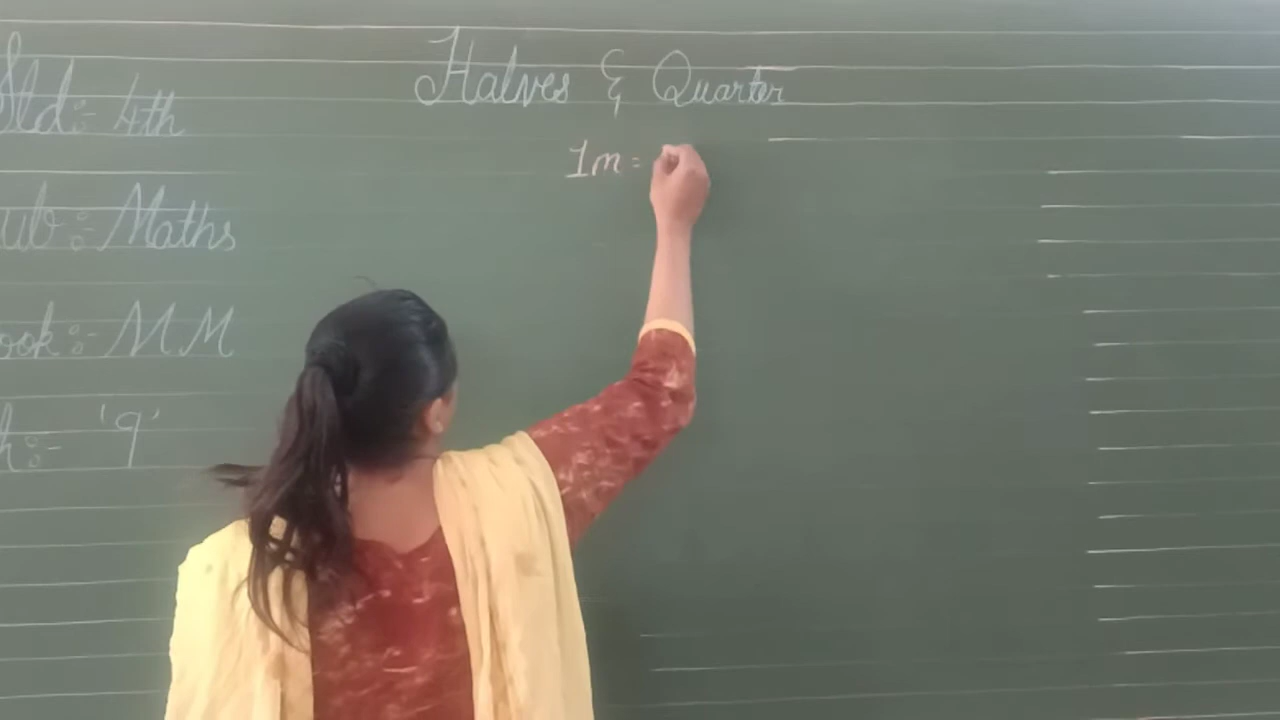 Halves & Quarter
Std:- 4th
1m =
ub:- Maths
ook:- MM
h:- '9'